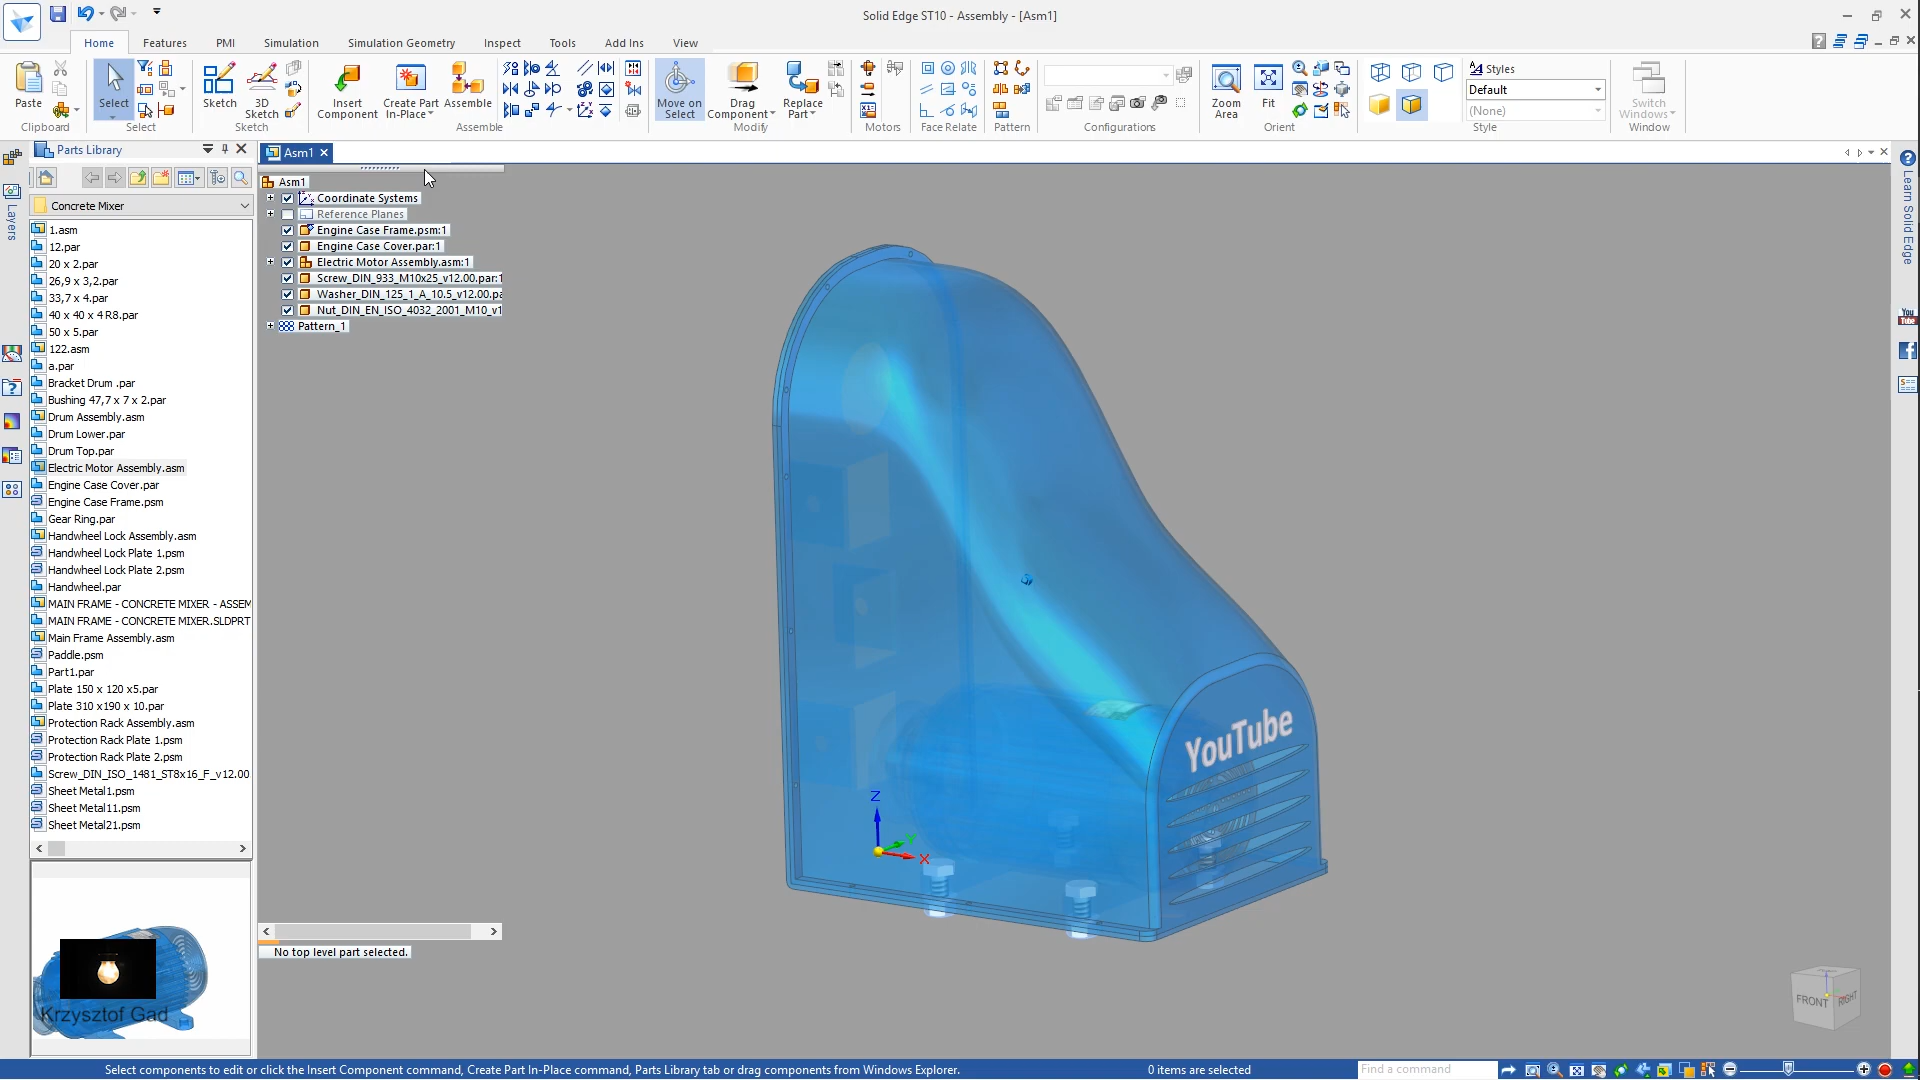 Solid Edge ST10 - Assembly - [Asm1]
Home Features PMI Simulation Simulation Geometry Inspect Tools Add Ins View
Paste Select Sketch 3D Sketch Insert Component Create Part In-Place Assemble Move on Select Drag Component Replace Part Zoom Area Fit Styles Switch Windows
Default
(None)
Clipboard Select Sketch Assemble Modify Motors Face Relate Pattern Configurations Orient Style Window
Parts Library
Asm1
Concrete Mixer
1.asm
12.par
20 x 2.par
26,9 x 3,2.par
33,7 x 4.par
40 x 40 x 4 R8.par
50 x 5.par
122.asm
a.par
Bracket Drum .par
Bushing 47,7 x 7 x 2.par
Drum Assembly.asm
Drum Lower.par
Drum Top.par
Electric Motor Assembly.asm
Engine Case Cover.par
Engine Case Frame.psm
Gear Ring.par
Handwheel Lock Assembly.asm
Handwheel Lock Plate 1.psm
Handwheel Lock Plate 2.psm
Handwheel.par
MAIN FRAME - CONCRETE MIXER - ASSEM
MAIN FRAME - CONCRETE MIXER.SLDPRT
Main Frame Assembly.asm
Paddle.psm
Part1.par
Plate 150 x 120 x5.par
Plate 310 x190 x 10.par
Protection Rack Assembly.asm
Protection Rack Plate 1.psm
Protection Rack Plate 2.psm
Screw_DIN_ISO_1481_ST8x16_F_v12.00
Sheet Metal1.psm
Sheet Metal11.psm
Sheet Metal21.psm
Krzysztof Gad
Layers
Asm1
Coordinate Systems
Reference Planes
Engine Case Frame.psm:1
Engine Case Cover.par:1
Electric Motor Assembly.asm:1
Screw_DIN_933_M10x25_v12.00.par:1
Washer_DIN_125_1_A_10.5_v12.00.pa
Nut_DIN_EN_ISO_4032_2001_M10_v1
Pattern_1
No top level part selected.
YouTube
Z
Y
X
FRONT RIGHT
Learn Solid Edge
You Tube
Select components to edit or click the Insert Component command, Create Part In-Place command, Parts Library tab or drag components from Windows Explorer.
0 items are selected
Find a command